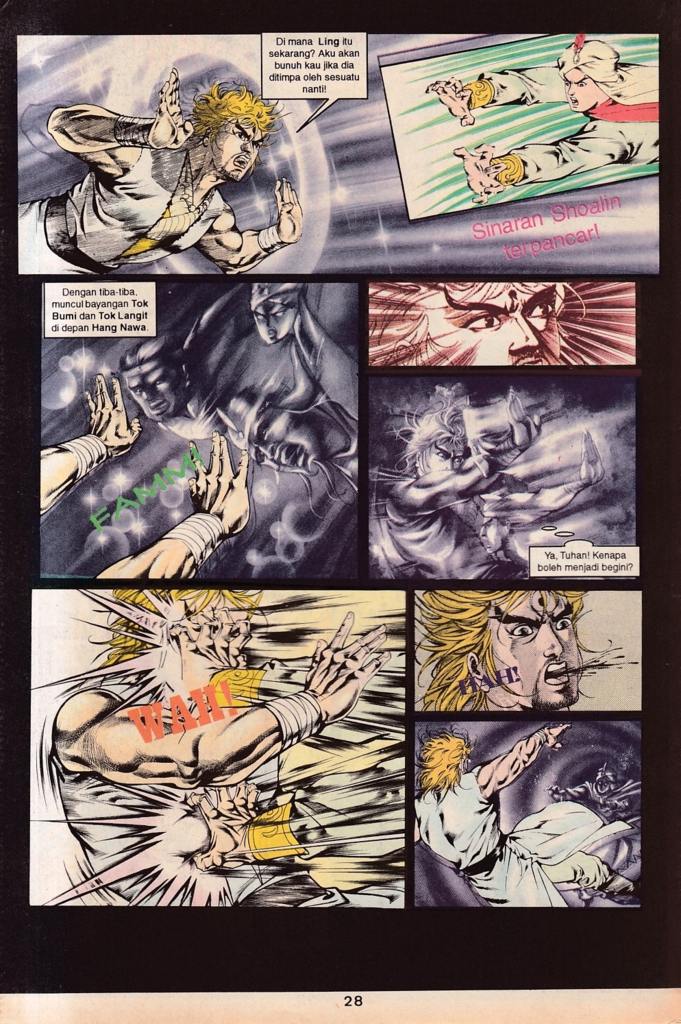 Di mana Ling itu
sekarang? Aku akan
bunuh kau jika dia
ditimpa oleh sesuatu
nanti!
Sinaran Shoalin
terpancar!
Dengan tiba-tiba,
muncul bayangan Tok
Bumi dan Tok Langit
di depan Hang Nawa.
FAMM!
Ya, Tuhan! Kenapa
boleh menjadi begini?
WAH!
HAH!
28